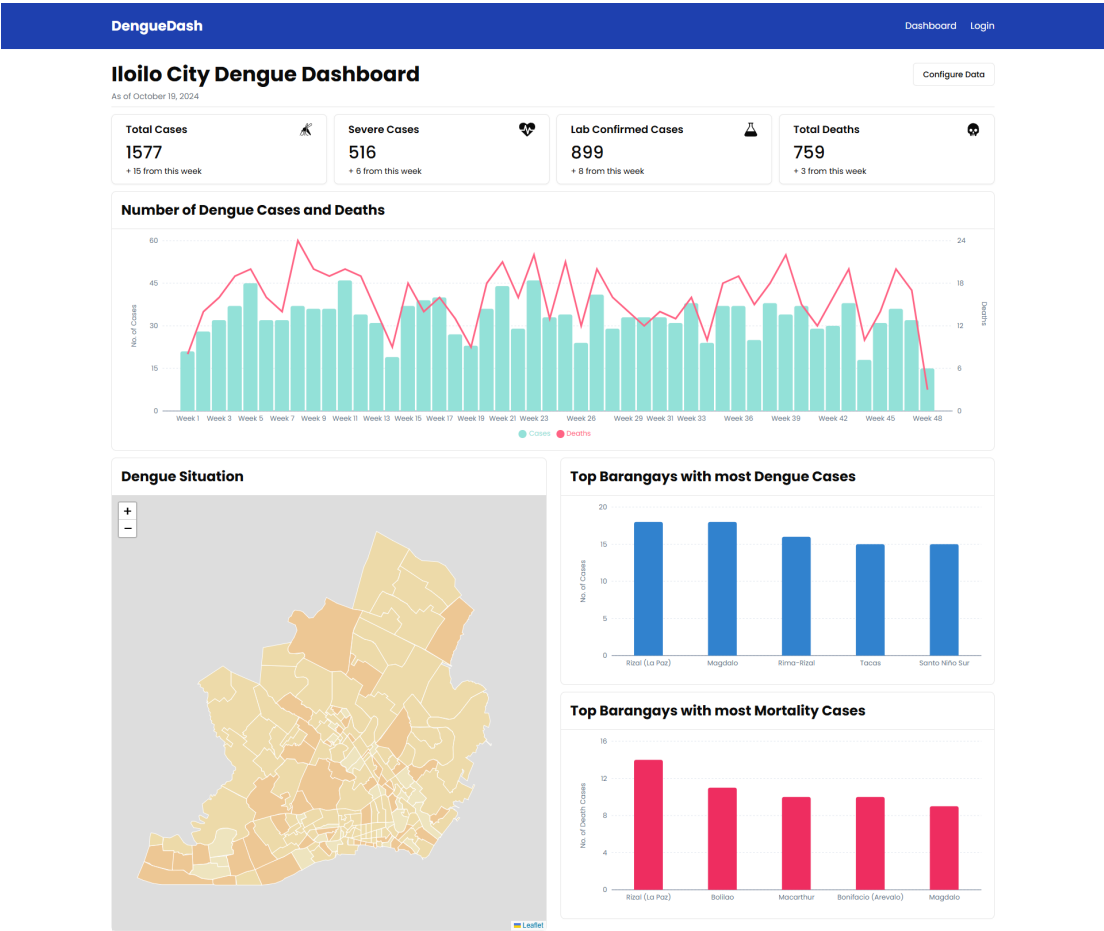 DengueDash
Dashboard Login
Iloilo City Dengue Dashboard
Configure Data
As of October 19, 2024
Total Cases
1577
+ 15 from this week
Severe Cases
516
+ 6 from this week
Lab Confirmed Cases
899
+ 8 from this week
Total Deaths
759
+ 3 from this week
Number of Dengue Cases and Deaths
60
45
30
15
0
No. of Cases
24
18
12
6
0
Deaths
Week 1 Week 3 Week 5 Week 7 Week 9 Week 11 Week 13 Week 15 Week 17 Week 19 Week 21 Week 23 Week 26 Week 29 Week 31 Week 33 Week 36 Week 39 Week 42 Week 45 Week 48
Cases Deaths
Dengue Situation
+
−
Leaflet
Top Barangays with most Dengue Cases
20
15
10
5
0
No. of Cases
Rizal (La Paz) Magdalo Rima-Rizal Tacas Santo Niño Sur
Top Barangays with most Mortality Cases
16
12
8
4
0
No. of Death Cases
Rizal (La Paz) Bolilao Macarthur Bonifacio (Arevalo) Magdalo